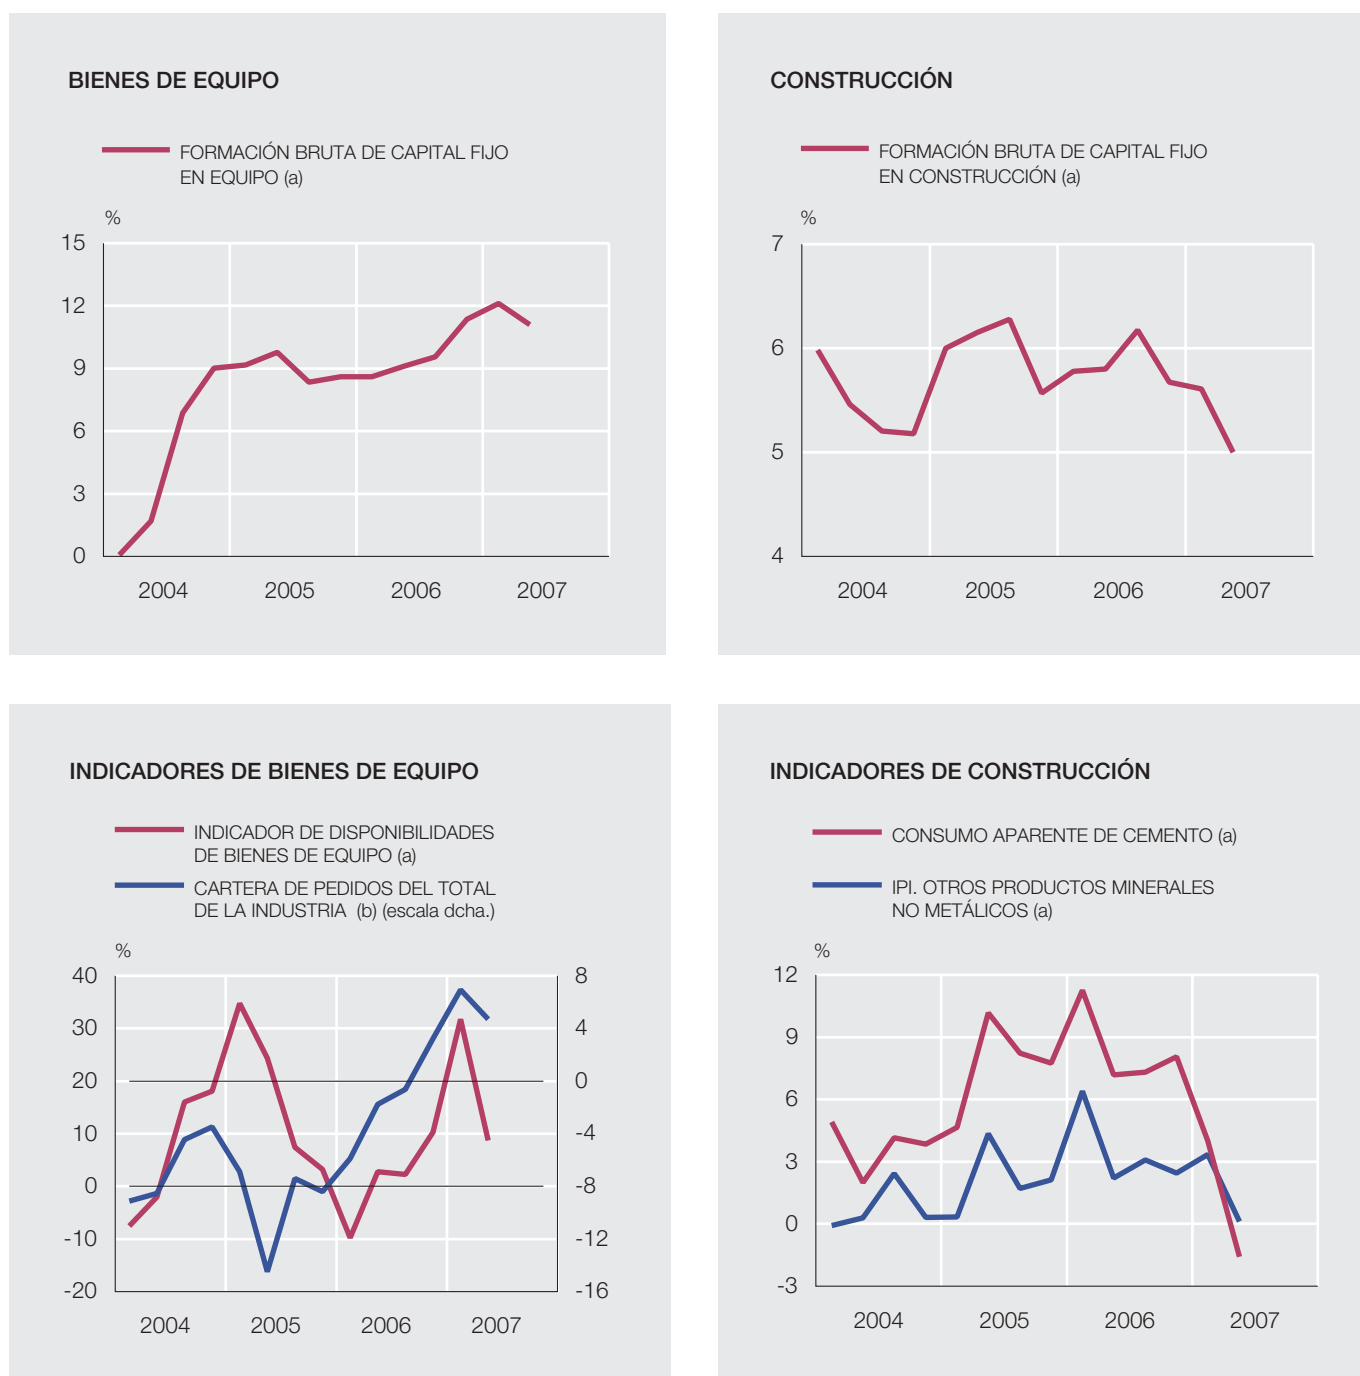 BIENES DE EQUIPO
FORMACIÓN BRUTA DE CAPITAL FIJO
EN EQUIPO (a)
%
15
12
9
6
3
0
2004 2005 2006 2007
CONSTRUCCIÓN
FORMACIÓN BRUTA DE CAPITAL FIJO
EN CONSTRUCCIÓN (a)
%
7
6
5
4
2004 2005 2006 2007
INDICADORES DE BIENES DE EQUIPO
INDICADOR DE DISPONIBILIDADES
DE BIENES DE EQUIPO (a)
CARTERA DE PEDIDOS DEL TOTAL
DE LA INDUSTRIA (b) (escala dcha.)
%
40 8
30 4
20 0
10 -4
0 -8
-10 -12
-20 -16
2004 2005 2006 2007
INDICADORES DE CONSTRUCCIÓN
CONSUMO APARENTE DE CEMENTO (a)
IPI. OTROS PRODUCTOS MINERALES
NO METÁLICOS (a)
%
12
9
6
3
0
-3
2004 2005 2006 2007